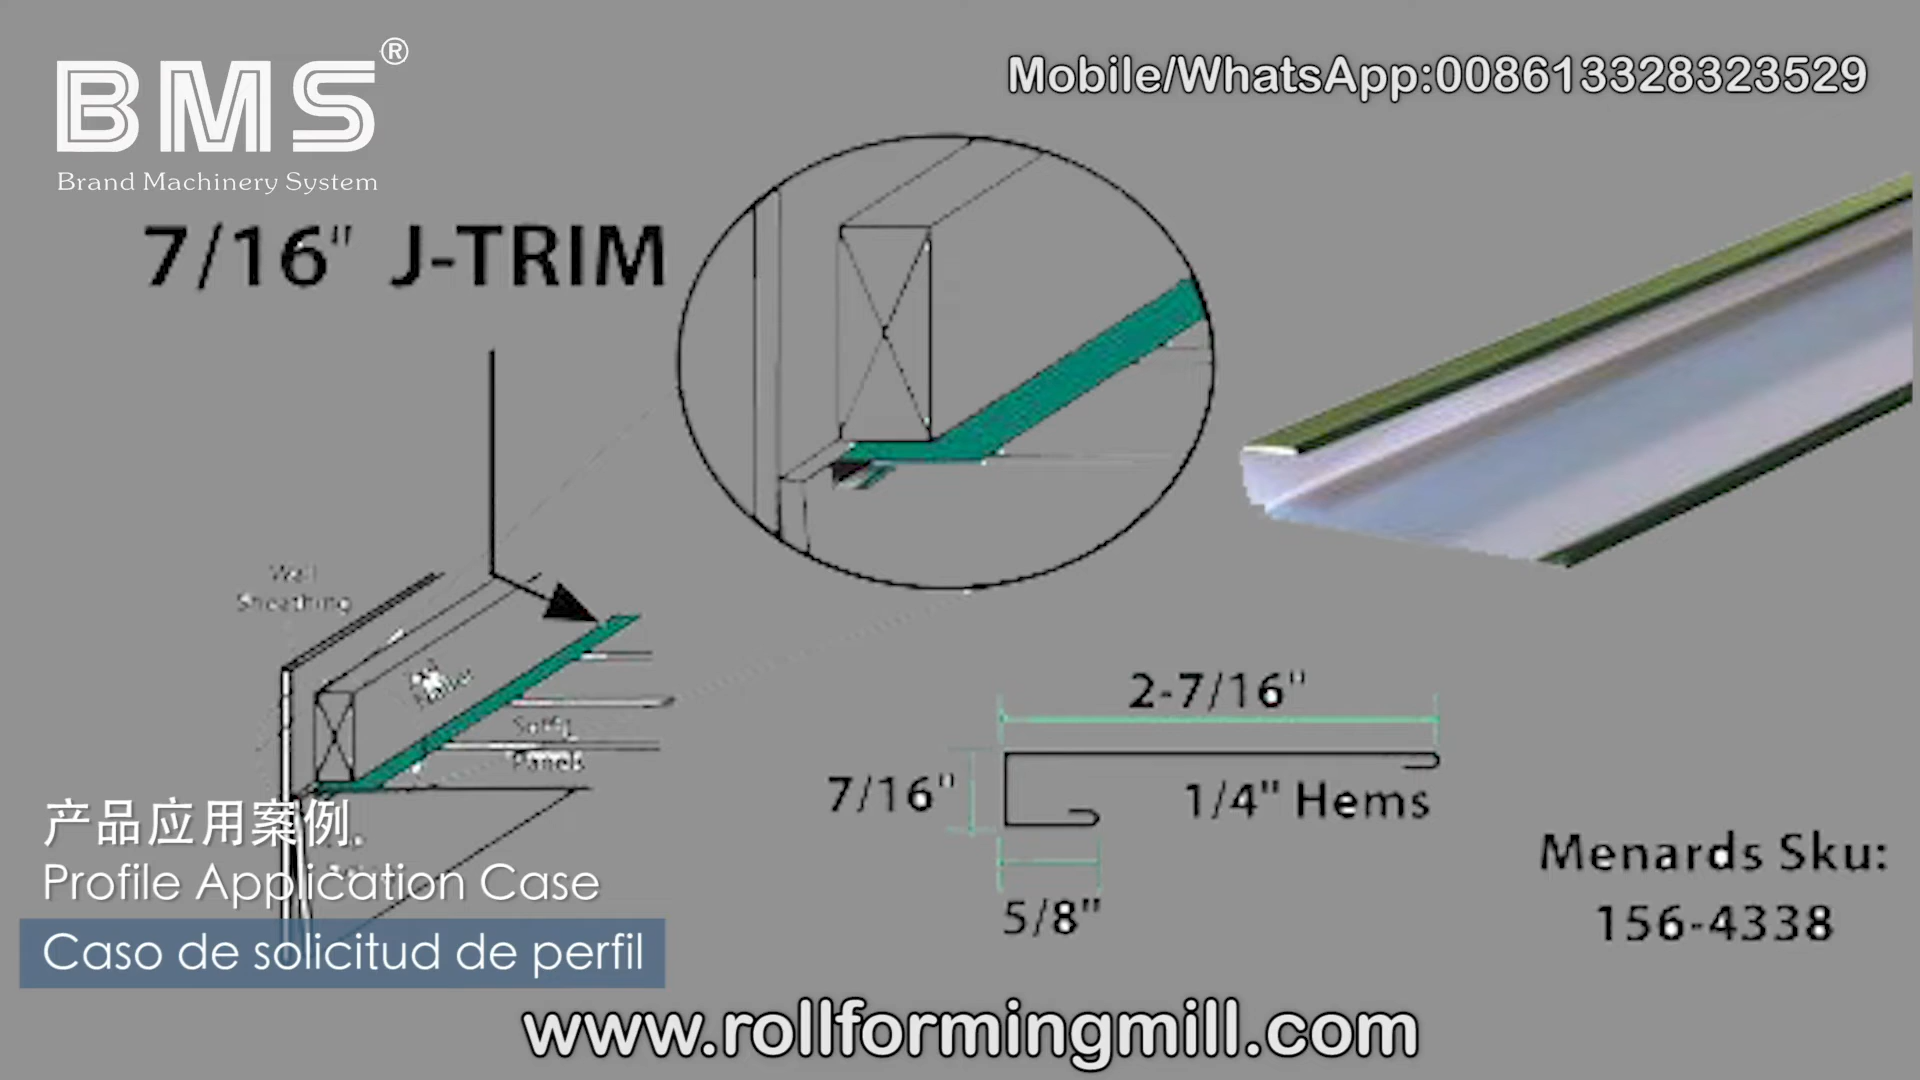 BMS®
Brand Machinery System
Mobile/WhatsApp:008613328323529
7/16" J-TRIM
Wall
Sheathing
Soffit
Panels
2-7/16"
7/16"
1/4" Hems
5/8"
Menards Sku:
156-4338
产品应用案例.
Profile Application Case
Caso de solicitud de perfil
www.rollformingmill.com